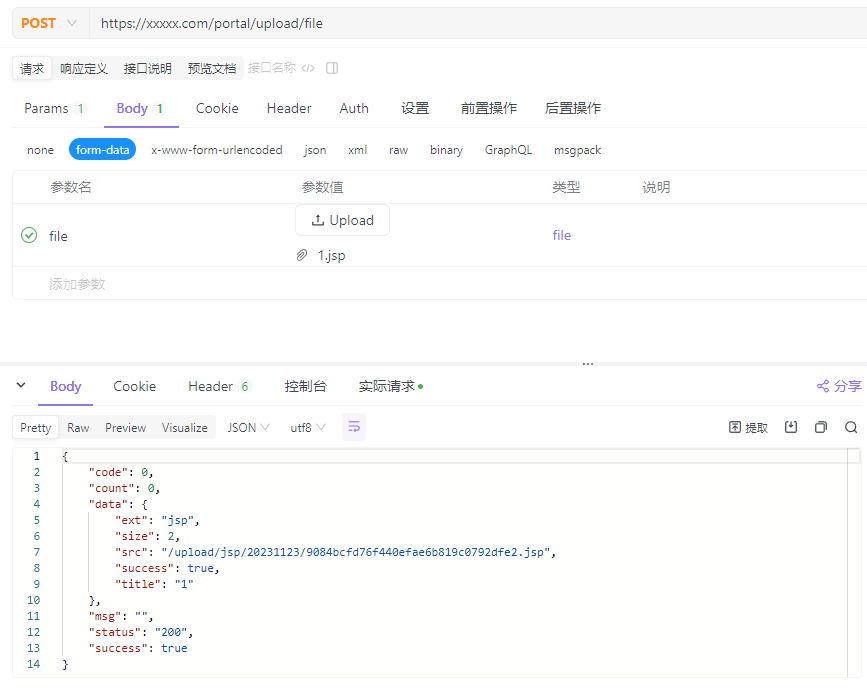 POST https://xxxxx.com/portal/upload/file
请求 响应定义 接口说明 预览文档 接口名称 </>
Params 1 Body 1 Cookie Header Auth 设置 前置操作 后置操作
none form-data x-www-form-urlencoded json xml raw binary GraphQL msgpack
参数名 参数值 类型 说明
Upload
file file
1.jsp
添加参数
Body Cookie Header 6 控制台 实际请求 分享
Pretty Raw Preview Visualize JSON utf8 提取
1 {
2 "code": 0,
3 "count": 0,
4 "data": {
5 "ext": "jsp",
6 "size": 2,
7 "src": "/upload/jsp/20231123/9084bcfd76f440efae6b819c0792dfe2.jsp",
8 "success": true,
9 "title": "1"
10 },
11 "msg": "",
12 "status": "200",
13 "success": true
14 }